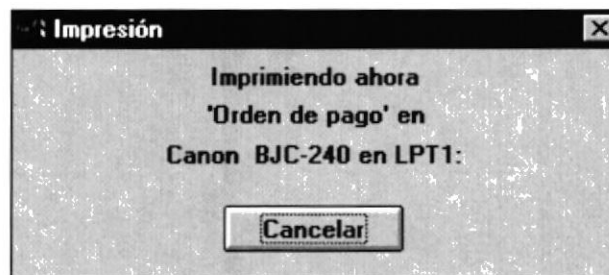 Impresión
Imprimiendo ahora
'Orden de pago' en
Canon BJC-240 en LPT1:
Cancelar